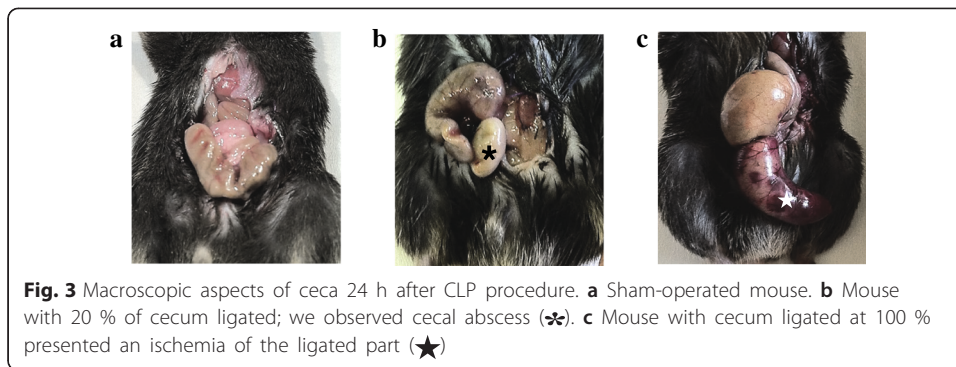 a b c
Fig. 3 Macroscopic aspects of ceca 24 h after CLP procedure. a Sham-operated mouse. b Mouse
with 20 % of cecum ligated; we observed cecal abscess (*). c Mouse with cecum ligated at 100 %
presented an ischemia of the ligated part (★)